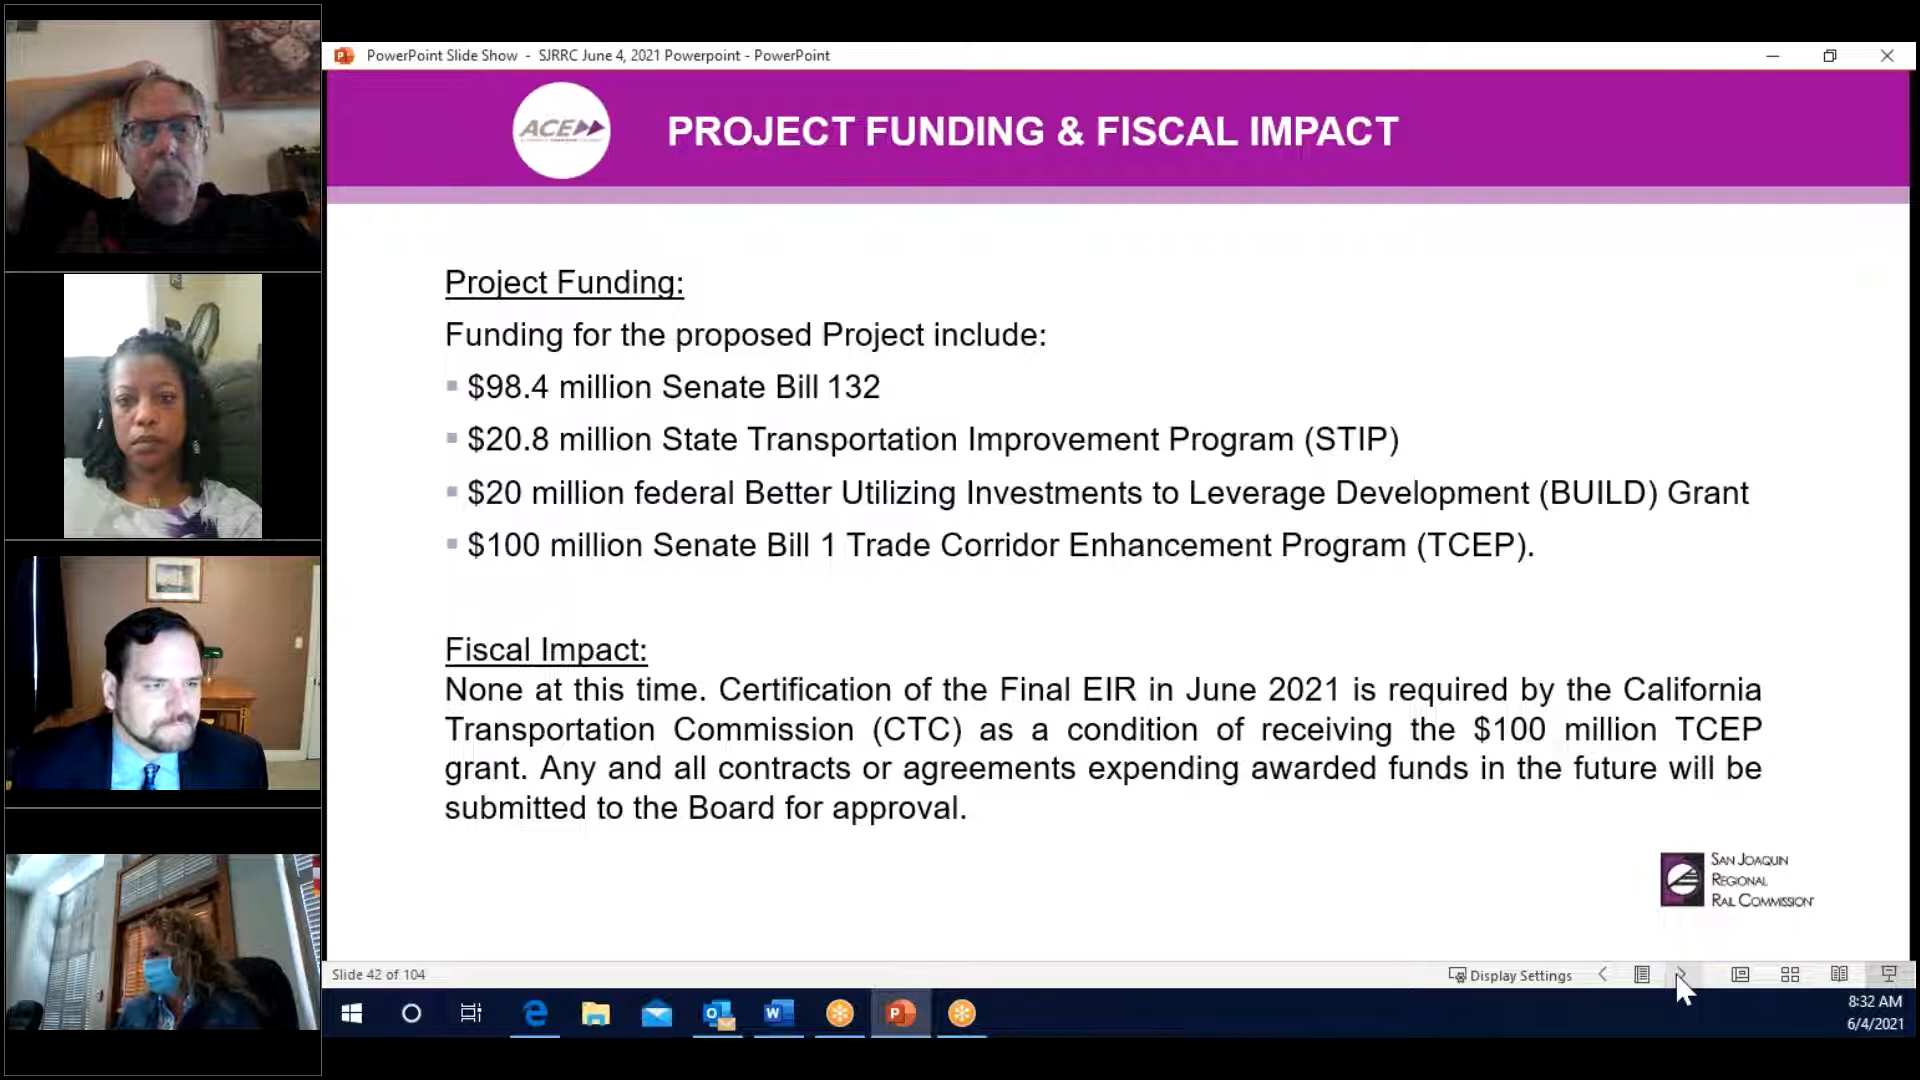 PowerPoint Slide Show - SJRRC June 4, 2021 Powerpoint - PowerPoint
ACE
PROJECT FUNDING & FISCAL IMPACT
Project Funding:
Funding for the proposed Project include:
▪ $98.4 million Senate Bill 132
▪ $20.8 million State Transportation Improvement Program (STIP)
▪ $20 million federal Better Utilizing Investments to Leverage Development (BUILD) Grant
▪ $100 million Senate Bill 1 Trade Corridor Enhancement Program (TCEP).
Fiscal Impact:
None at this time. Certification of the Final EIR in June 2021 is required by the California
Transportation Commission (CTC) as a condition of receiving the $100 million TCEP
grant. Any and all contracts or agreements expending awarded funds in the future will be
submitted to the Board for approval.
SAN JOAQUIN
REGIONAL
RAIL COMMISSION
Slide 42 of 104
Display Settings
8:32 AM
6/4/2021